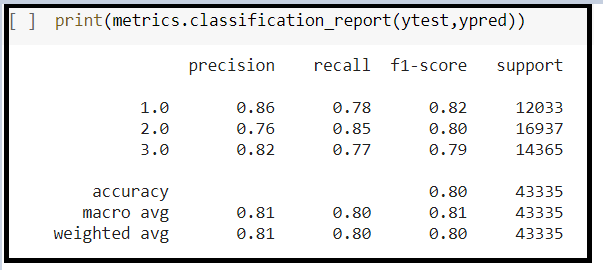 [ ] print(metrics.classification_report(ytest,ypred))
precision recall f1-score support
1.0 0.86 0.78 0.82 12033
2.0 0.76 0.85 0.80 16937
3.0 0.82 0.77 0.79 14365
accuracy 0.80 43335
macro avg 0.81 0.80 0.81 43335
weighted avg 0.81 0.80 0.80 43335